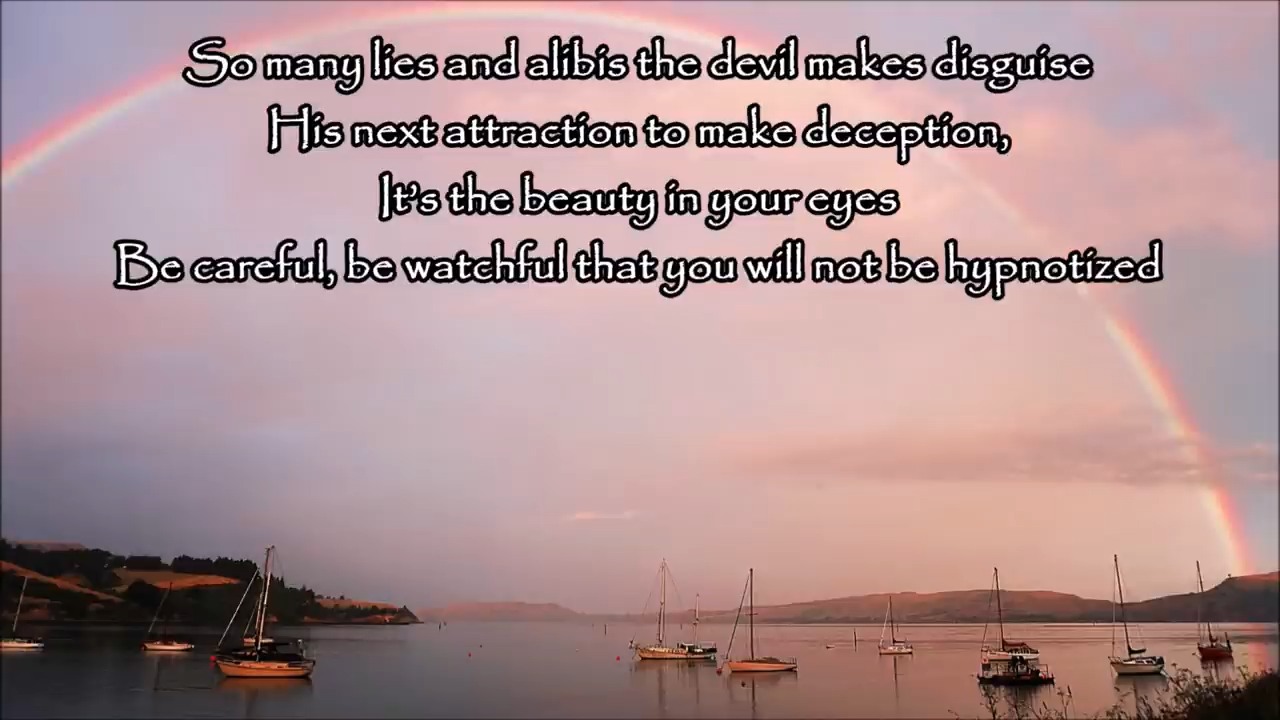 So many lies and alibis the devil makes disguise
His next attraction to make deception,
It's the beauty in your eyes
Be careful, be watchful that you will not be hypnotized